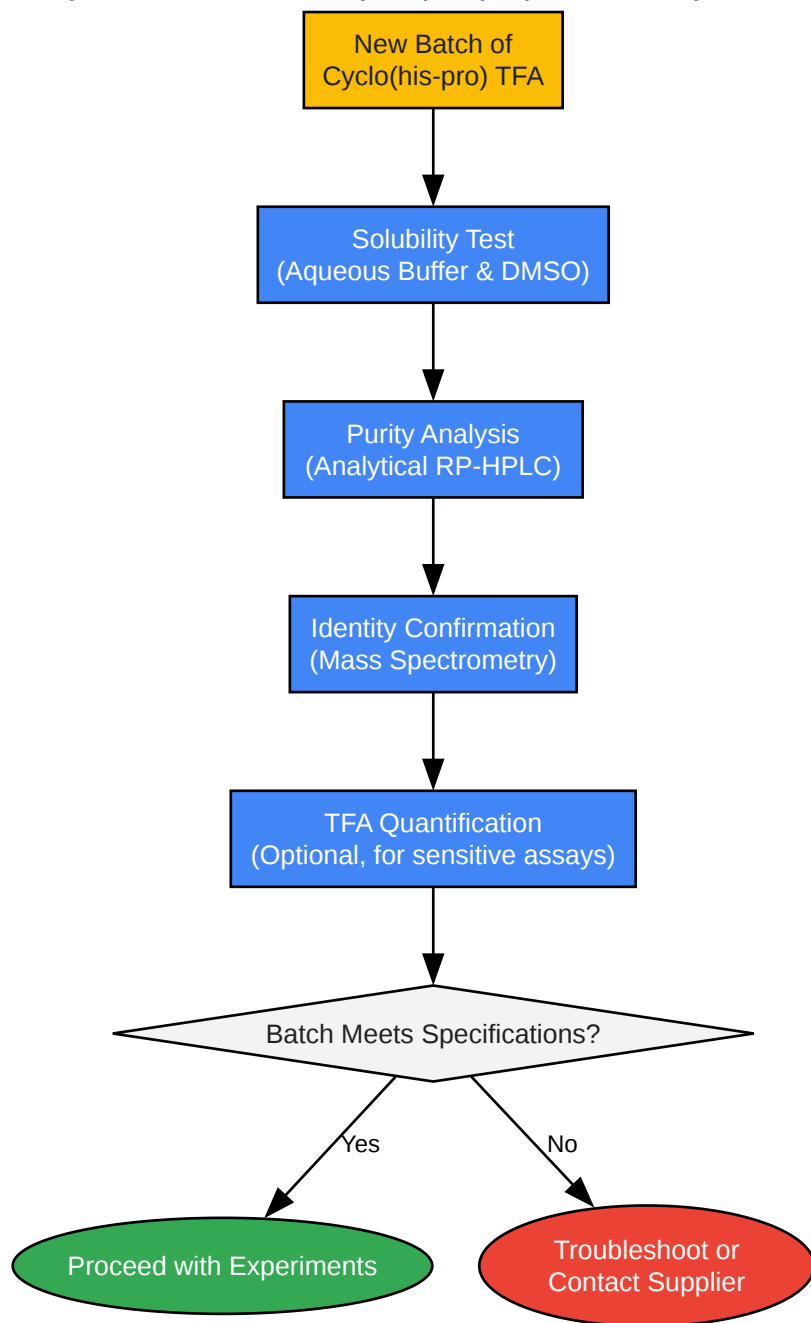 New Batch of
Cyclo(his-pro) TFA
Solubility Test
(Aqueous Buffer & DMSO)
Purity Analysis
(Analytical RP-HPLC)
Identity Confirmation
(Mass Spectrometry)
TFA Quantification
(Optional, for sensitive assays)
Batch Meets Specifications?
Yes
No
Proceed with Experiments
Troubleshoot or
Contact Supplier